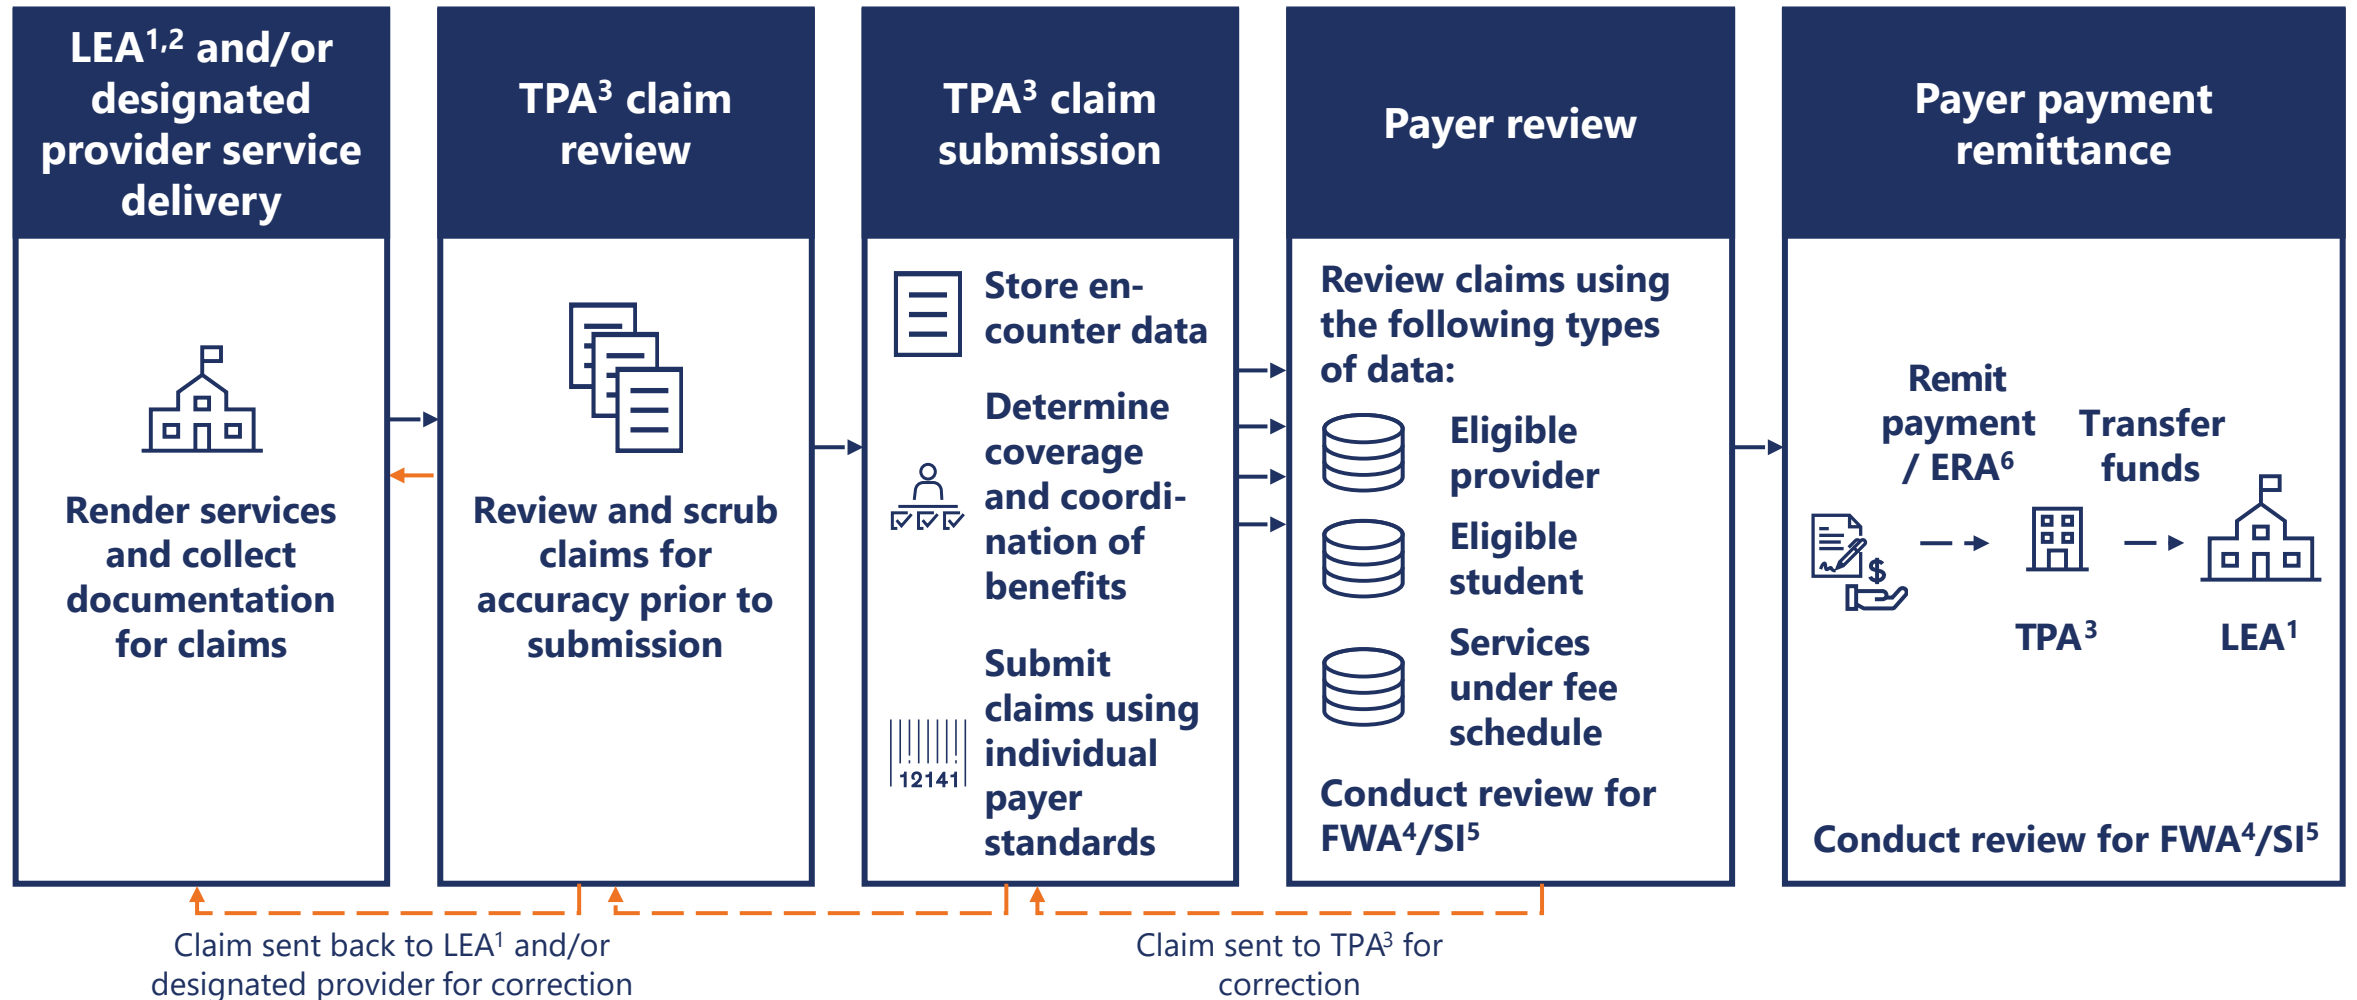 LEA¹,² and/or
designated
provider service
delivery
Render services
and collect
documentation
for claims
TPA³ claim
review
Review and scrub
claims for
accuracy prior to
submission
TPA³ claim
submission
Store en-
counter data
Determine
coverage
and coordi-
nation of
benefits
Submit
claims using
individual
payer
standards
12141
Payer review
Review claims using
the following types
of data:
Eligible
provider
Eligible
student
Services
under fee
schedule
Conduct review for
FWA⁴/SI⁵
Payer payment
remittance
Remit
payment
/ ERA⁶
Transfer
funds
$
TPA³
LEA¹
Conduct review for FWA⁴/SI⁵
Claim sent back to LEA¹ and/or
designated provider for correction
Claim sent to TPA³ for
correction